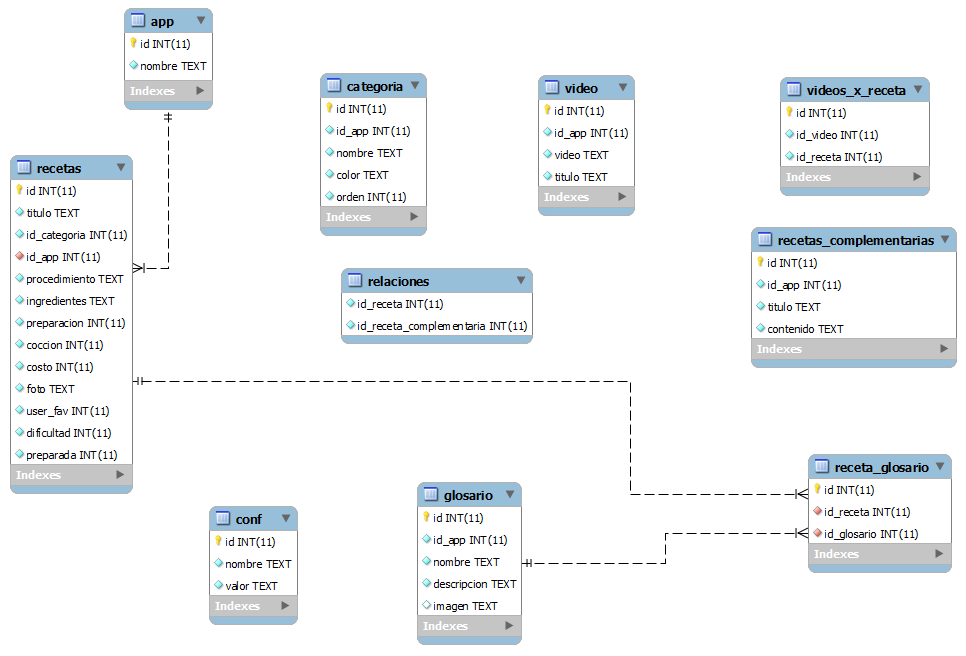 app
id INT(11)
nombre TEXT
Indexes
categoria
id INT(11)
id_app INT(11)
nombre TEXT
color TEXT
orden INT(11)
Indexes
video
id INT(11)
id_app INT(11)
video TEXT
titulo TEXT
Indexes
videos_x_receta
id INT(11)
id_video INT(11)
id_receta INT(11)
Indexes
recetas
id INT(11)
titulo TEXT
id_categoria INT(11)
id_app INT(11)
procedimiento TEXT
ingredientes TEXT
preparacion INT(11)
coccion INT(11)
costo INT(11)
foto TEXT
user_fav INT(11)
dificultad INT(11)
preparada INT(11)
Indexes
relaciones
id_receta INT(11)
id_receta_complementaria INT(11)
recetas_complementarias
id INT(11)
id_app INT(11)
titulo TEXT
contenido TEXT
Indexes
conf
id INT(11)
nombre TEXT
valor TEXT
Indexes
glosario
id INT(11)
id_app INT(11)
nombre TEXT
descripcion TEXT
imagen TEXT
Indexes
receta_glosario
id INT(11)
id_receta INT(11)
id_glosario INT(11)
Indexes